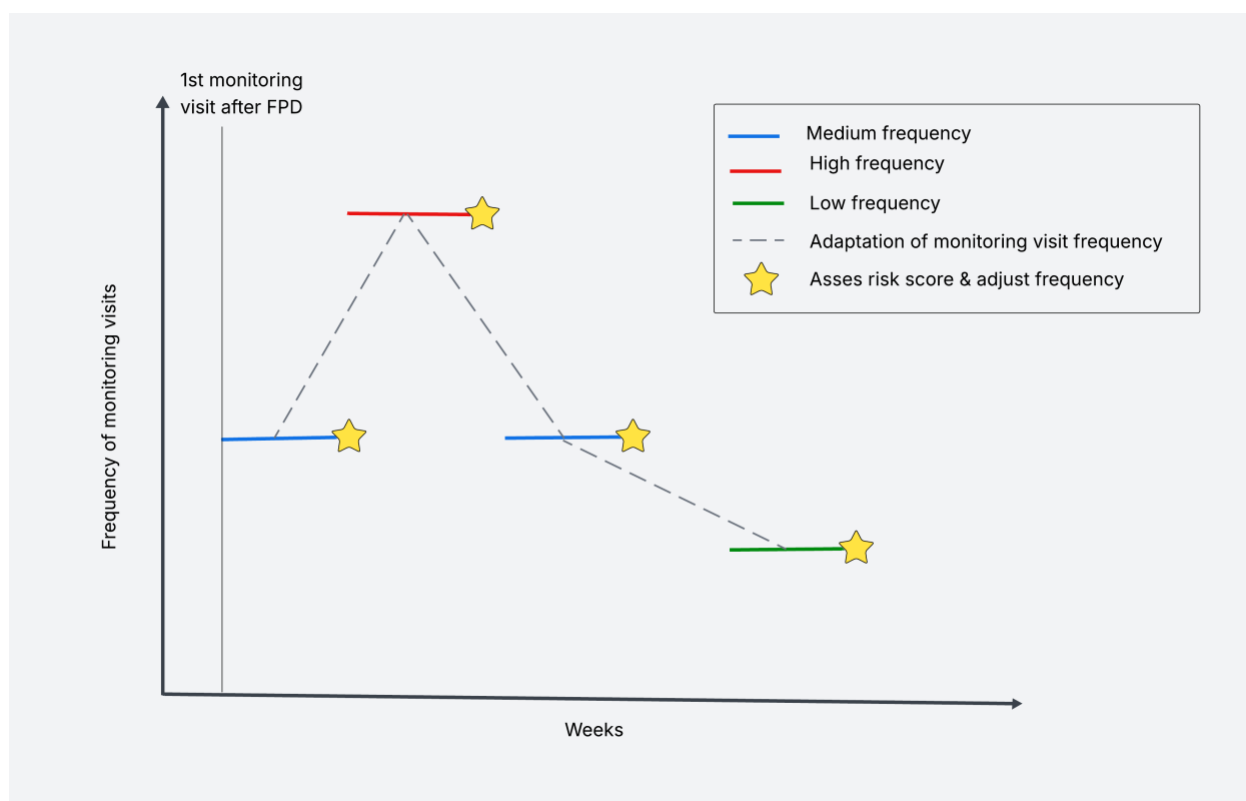 1st monitoring
visit after FPD
Medium frequency
High frequency
Low frequency
Adaptation of monitoring visit frequency
Asses risk score & adjust frequency
Frequency of monitoring visits
Weeks